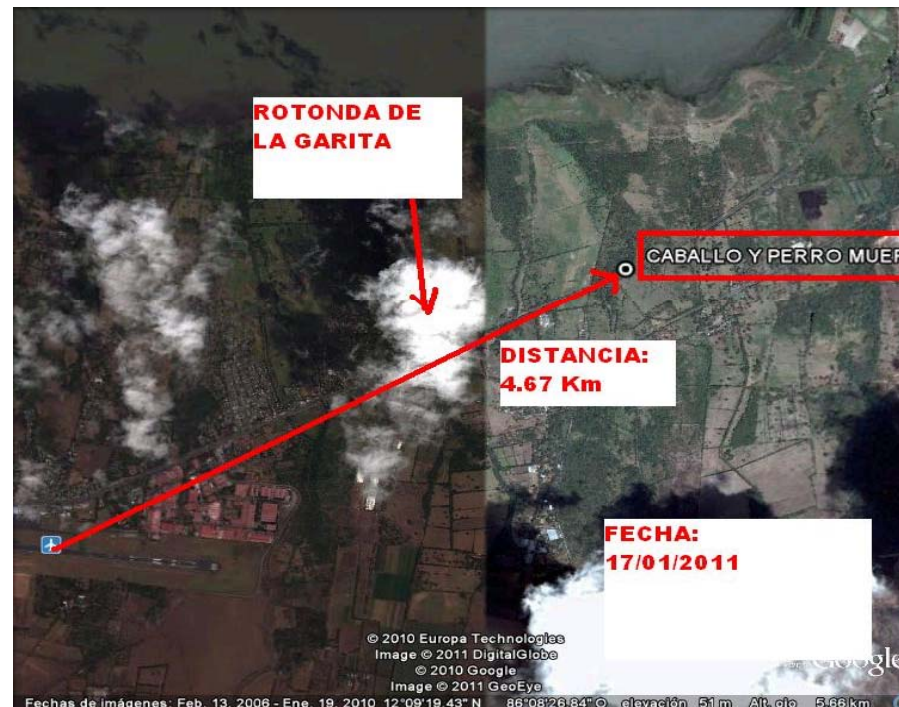 ROTONDA DE
LA GARITA
CABALLO Y PERRO
DISTANCIA:
4.67 Km
FECHA:
17/01/2011
© 2010 Europa Technologies
Image © 2011 DigitalGlobe
© 2010 Google
Image © 2011 GeoEye
Google
Fechas de imágenes: Feb. 13, 2006 - Ene. 19, 2010 12°09'19.43" N 86°08'26.84" O elevación 51 m Alt. ojo 5.66 km